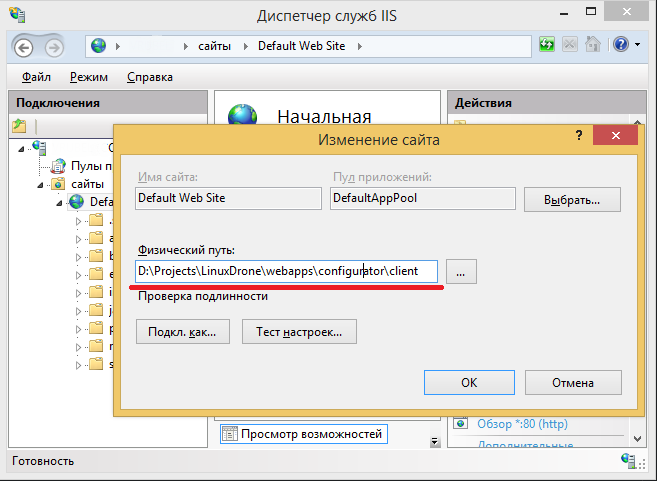 Диспетчер служб IIS
сайты Default Web Site
Файл Режим Справка
Подключения
Действия
Начальная
Пулы п
сайты
Defa
Изменение сайта
Имя сайта:
Пул приложений:
Default Web Site
DefaultAppPool
Выбрать...
Физический путь:
D:\Projects\LinuxDrone\webapps\configurator\client
...
Проверка подлинности
Подкл. как...
Тест настроек...
OK
Отмена
Просмотр возможностей
Обзор *:80 (http)
Дополнительные
Готовность